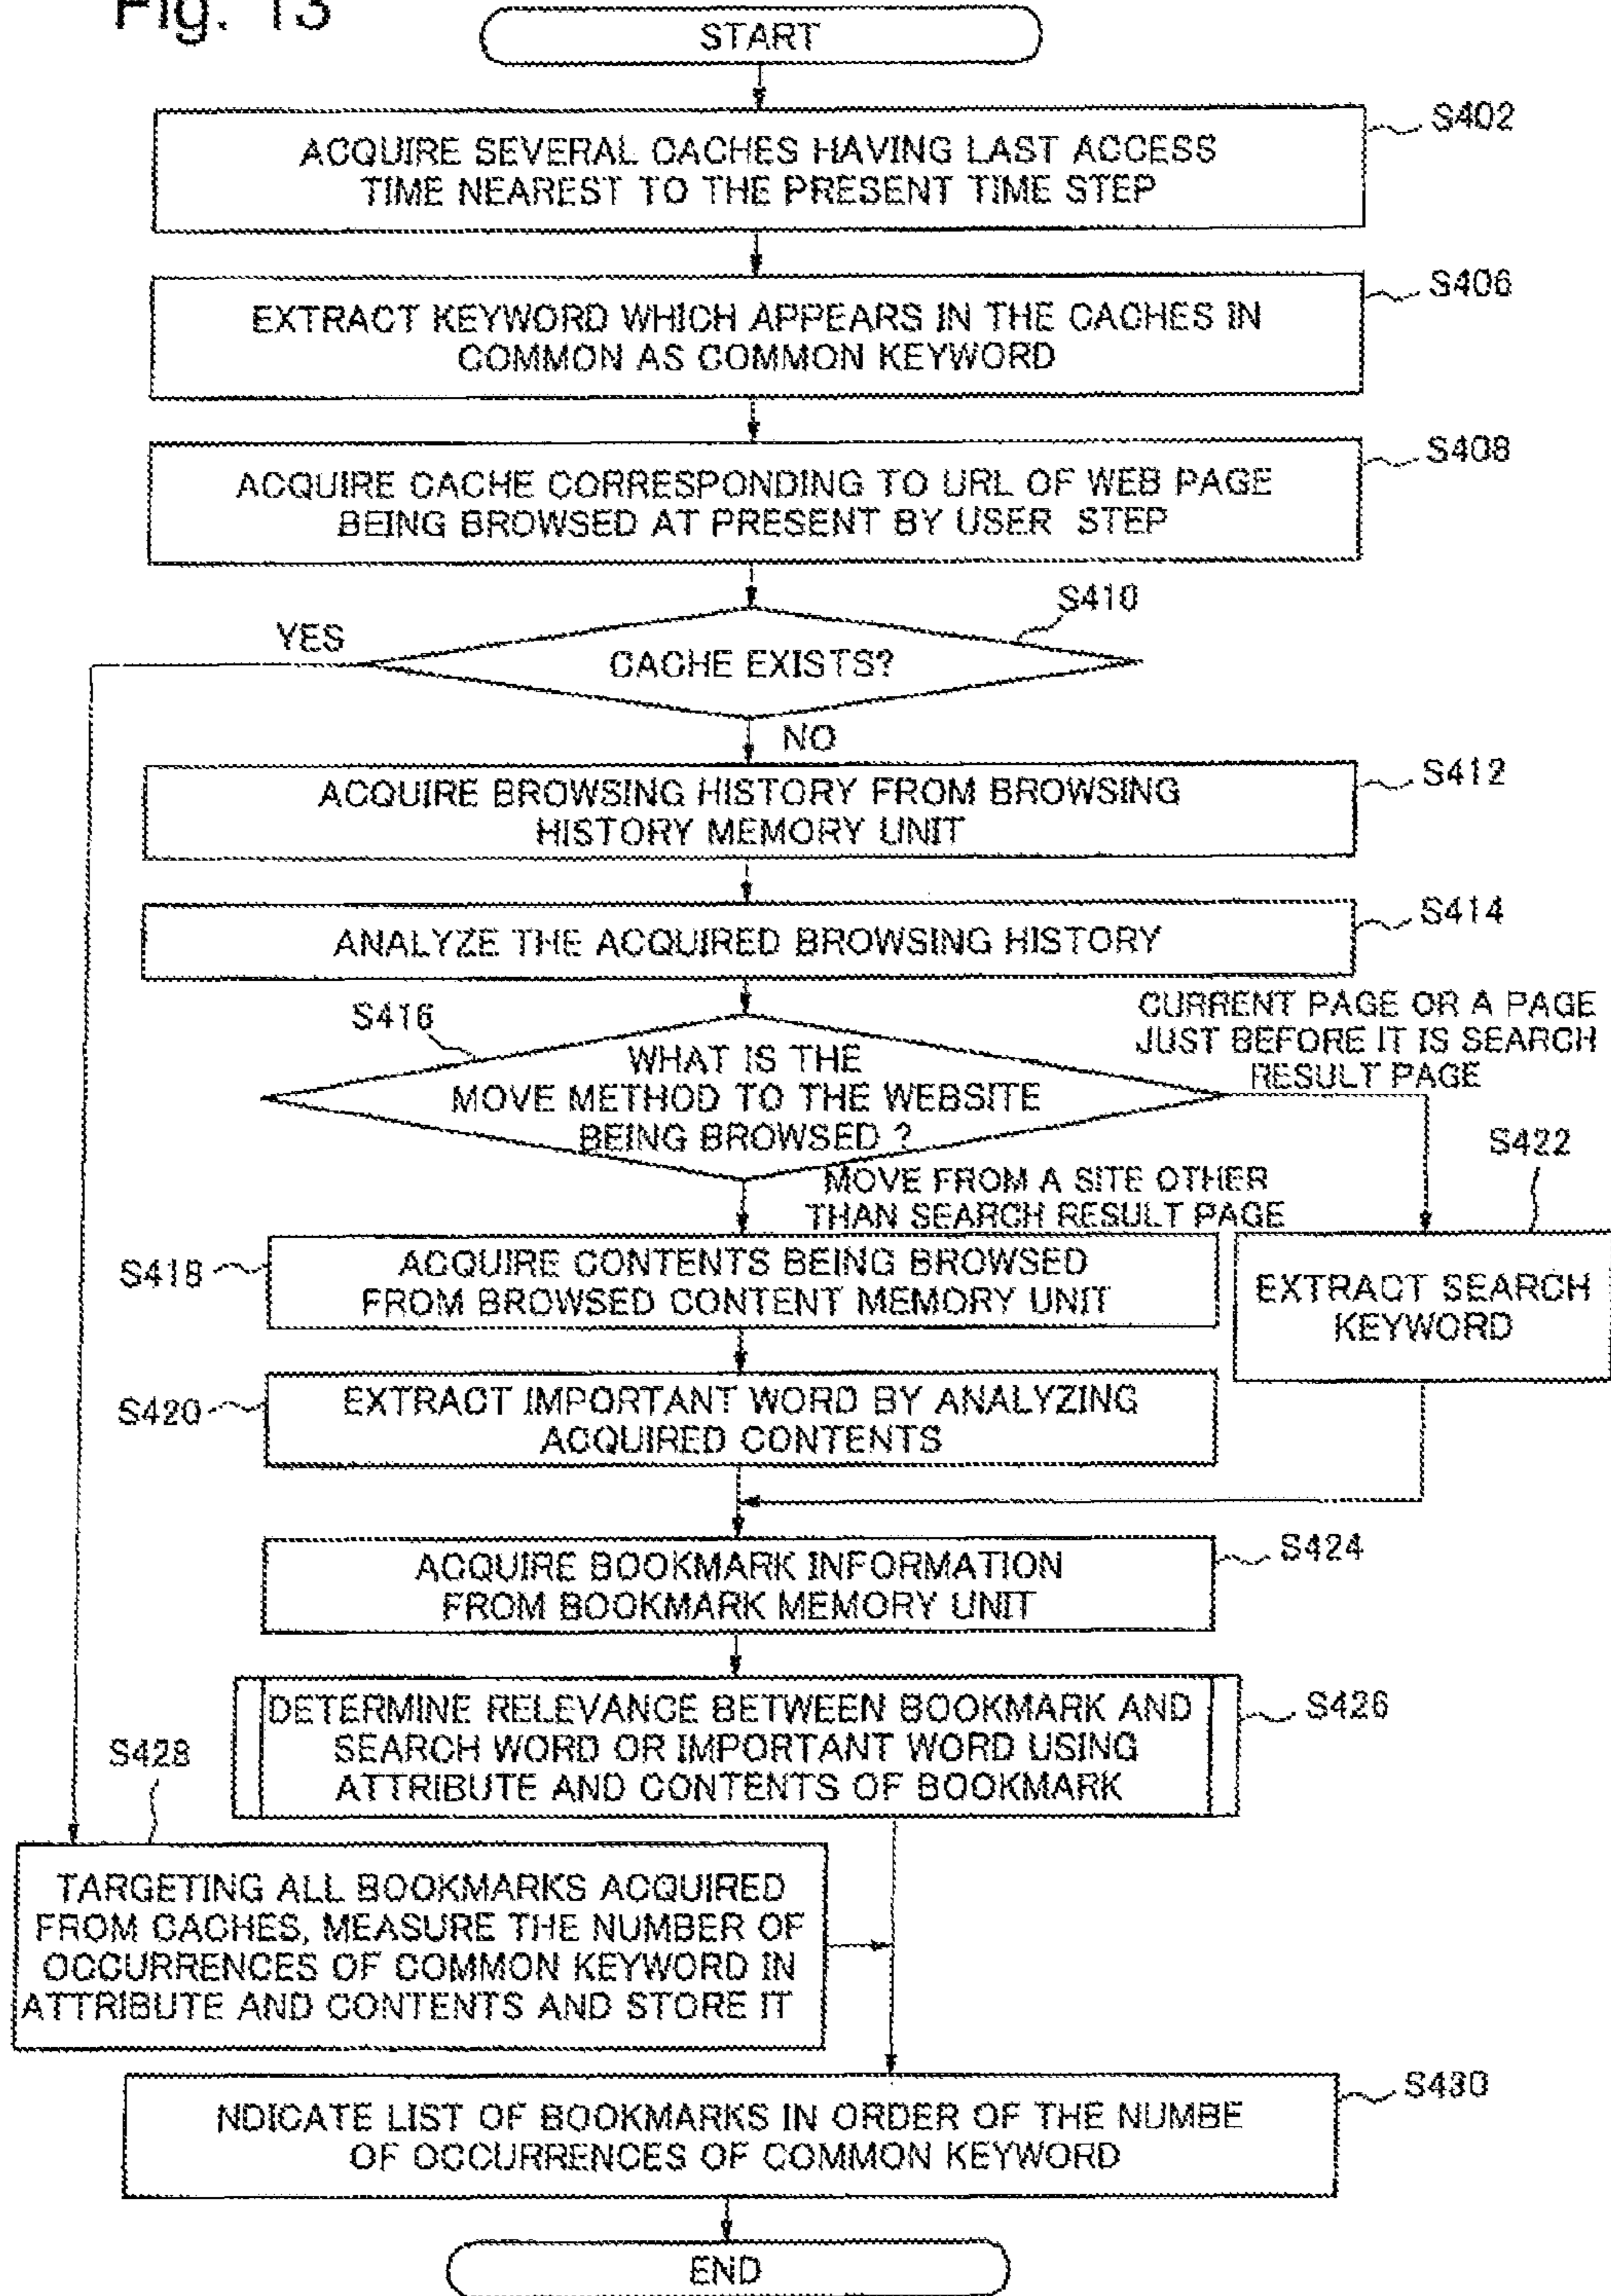 Fig. 13
START
S402
ACQUIRE SEVERAL CACHES HAVING LAST ACCESS
TIME NEAREST TO THE PRESENT TIME STEP
S406
EXTRACT KEYWORD WHICH APPEARS IN THE CACHES IN
COMMON AS COMMON KEYWORD
S408
ACQUIRE CACHE CORRESPONDING TO URL OF WEB PAGE
BEING BROWSED AT PRESENT BY USER STEP
S410
YES
CACHE EXISTS?
NO
S412
ACQUIRE BROWSING HISTORY FROM BROWSING
HISTORY MEMORY UNIT
S414
ANALYZE THE ACQUIRED BROWSING HISTORY
S416
WHAT IS THE
MOVE METHOD TO THE WEBSITE
BEING BROWSED ?
CURRENT PAGE OR A PAGE
JUST BEFORE IT IS SEARCH
RESULT PAGE
MOVE FROM A SITE OTHER
THAN SEARCH RESULT PAGE
S422
EXTRACT SEARCH
KEYWORD
S418
ACQUIRE CONTENTS BEING BROWSED
FROM BROWSED CONTENT MEMORY UNIT
S420
EXTRACT IMPORTANT WORD BY ANALYZING
ACQUIRED CONTENTS
S424
ACQUIRE BOOKMARK INFORMATION
FROM BOOKMARK MEMORY UNIT
S426
DETERMINE RELEVANCE BETWEEN BOOKMARK AND
SEARCH WORD OR IMPORTANT WORD USING
ATTRIBUTE AND CONTENTS OF BOOKMARK
S428
TARGETING ALL BOOKMARKS ACQUIRED
FROM CACHES, MEASURE THE NUMBER OF
OCCURRENCES OF COMMON KEYWORD IN
ATTRIBUTE AND CONTENTS AND STORE IT
S430
NDICATE LIST OF BOOKMARKS IN ORDER OF THE NUMBE
OF OCCURRENCES OF COMMON KEYWORD
END